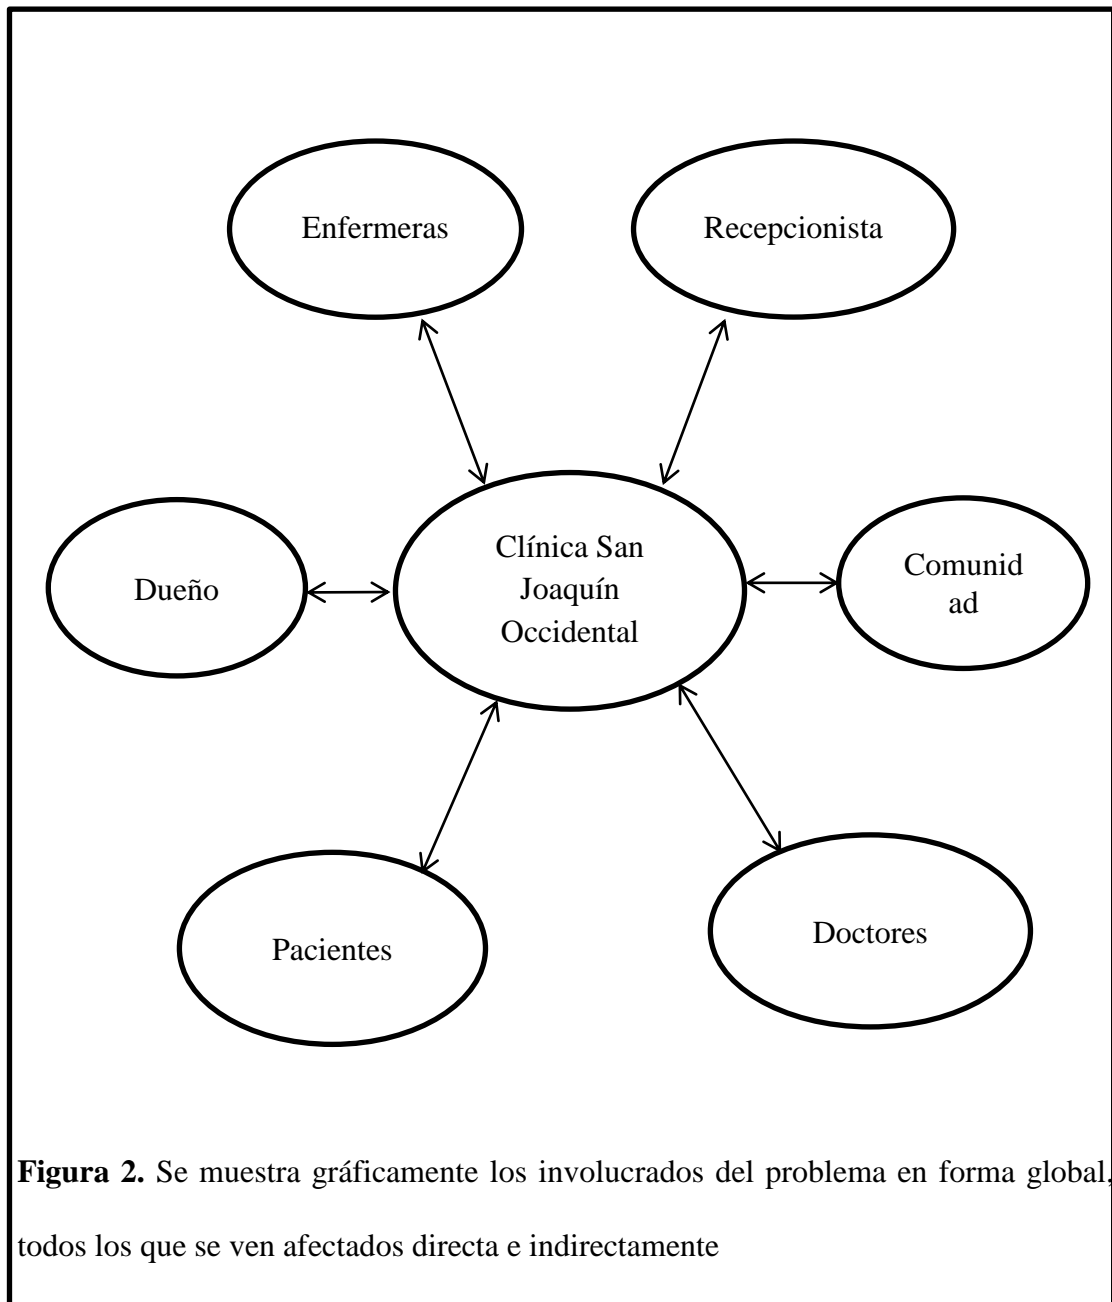 Enfermeras
Recepcionista
Dueño
Clínica San
Joaquín
Occidental
Comunid
ad
Pacientes
Doctores
Figura 2. Se muestra gráficamente los involucrados del problema en forma global,
todos los que se ven afectados directa e indirectamente